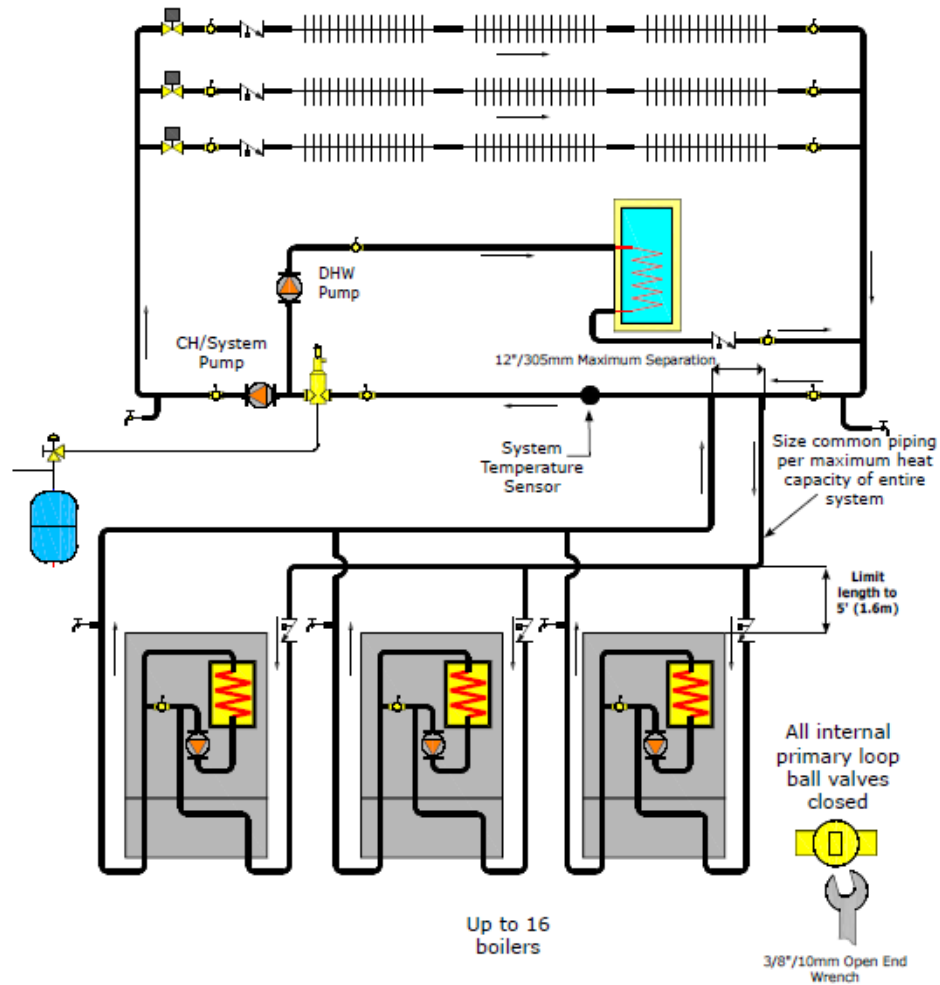 DHW
Pump
CH/System
Pump
12"/305mm Maximum Separation
System
Temperature
Sensor
Size common piping
per maximum heat
capacity of entire
system
Limit
length to
5' (1.6m)
All internal
primary loop
ball valves
closed
Up to 16
boilers
3/8"/10mm Open End
Wrench